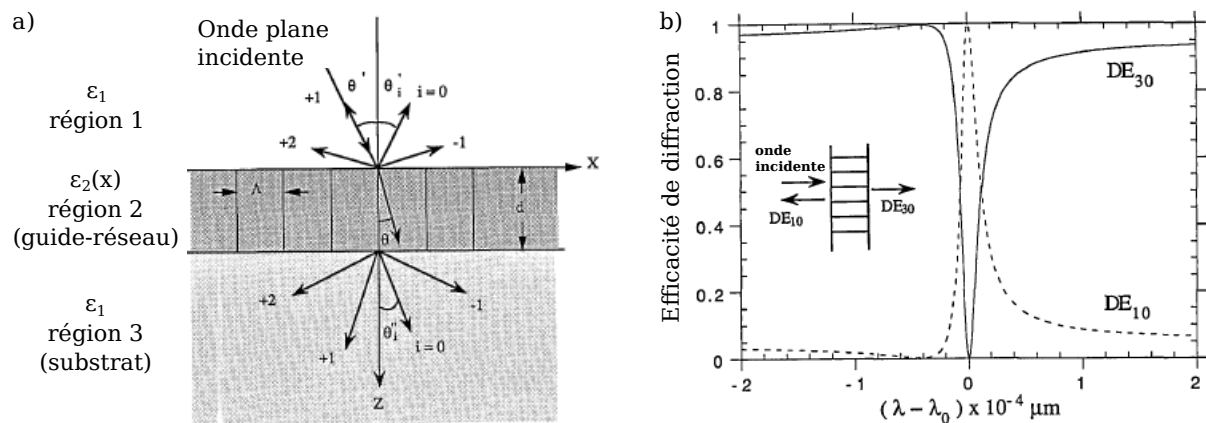 a)
Onde plane
incidente
ε₁
région 1
+1
θ'
θᵢ'
i=0
+2
-1
x
ε₂(x)
région 2
(guide-réseau)
Λ
d
θ
ε₁
région 3
(substrat)
+2
-1
+1
θᵢ''
i=0
z
b)
Efficacité de diffraction
1
0.8
0.6
0.4
0.2
0
DE₃₀
onde
incidente
DE₁₀
DE₃₀
DE₁₀
-2
-1
0
1
2
(λ-λ₀) x 10⁻⁴ μm